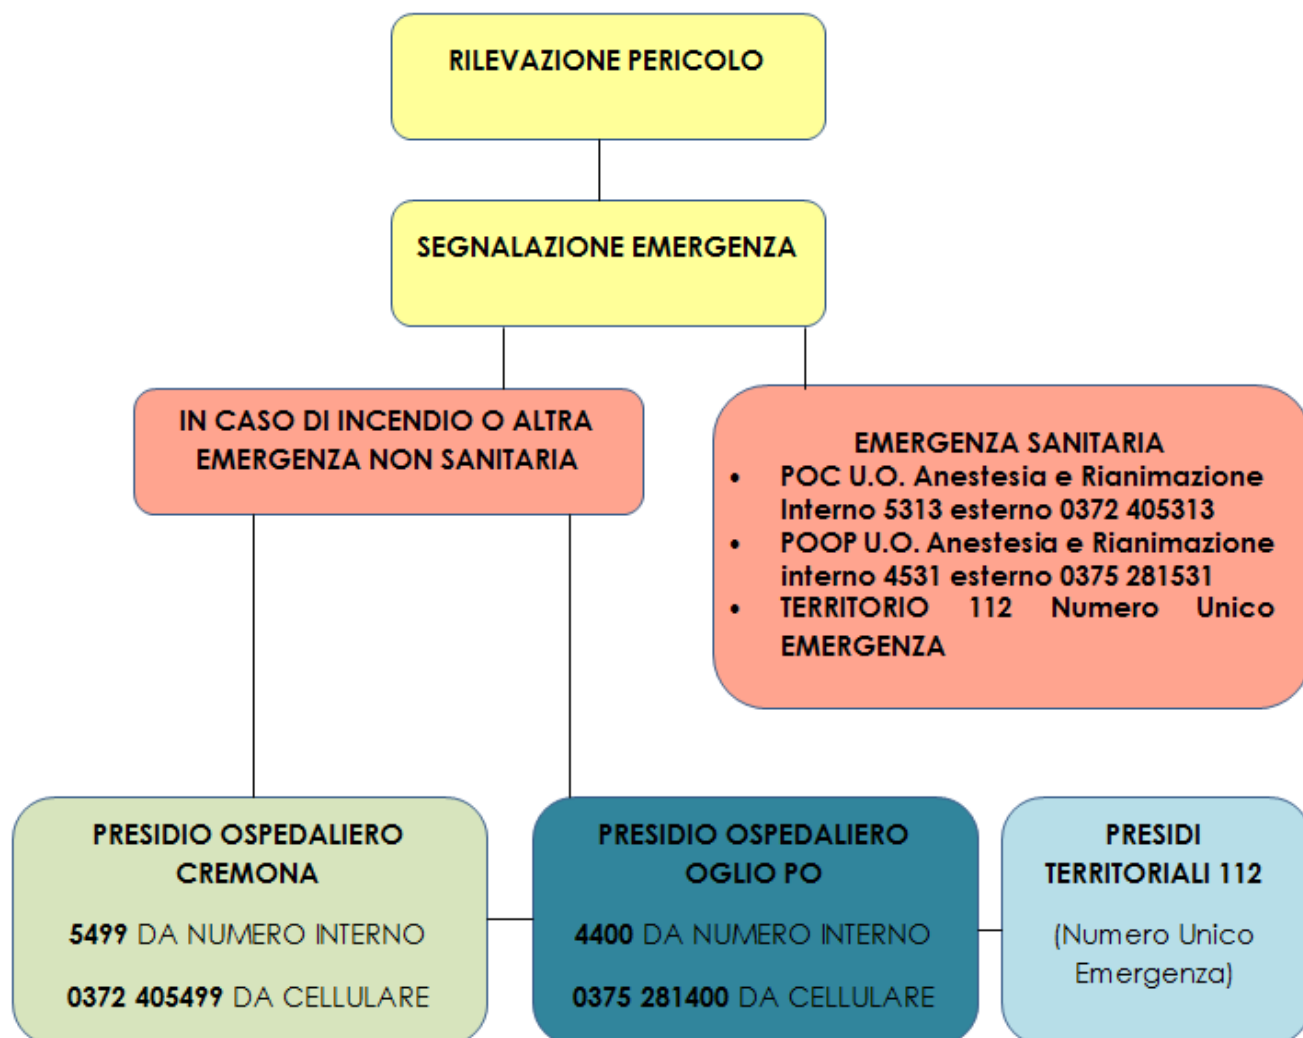 RILEVAZIONE PERICOLO
SEGNALAZIONE EMERGENZA
IN CASO DI INCENDIO O ALTRA
EMERGENZA NON SANITARIA
EMERGENZA SANITARIA
• POC U.O. Anestesia e Rianimazione
Interno 5313 esterno 0372 405313
• POOP U.O. Anestesia e Rianimazione
interno 4531 esterno 0375 281531
• TERRITORIO 112 Numero Unico
EMERGENZA
PRESIDIO OSPEDALIERO
CREMONA
5499 DA NUMERO INTERNO
0372 405499 DA CELLULARE
PRESIDIO OSPEDALIERO
OGLIO PO
4400 DA NUMERO INTERNO
0375 281400 DA CELLULARE
PRESIDI
TERRITORIALI 112
(Numero Unico
Emergenza)